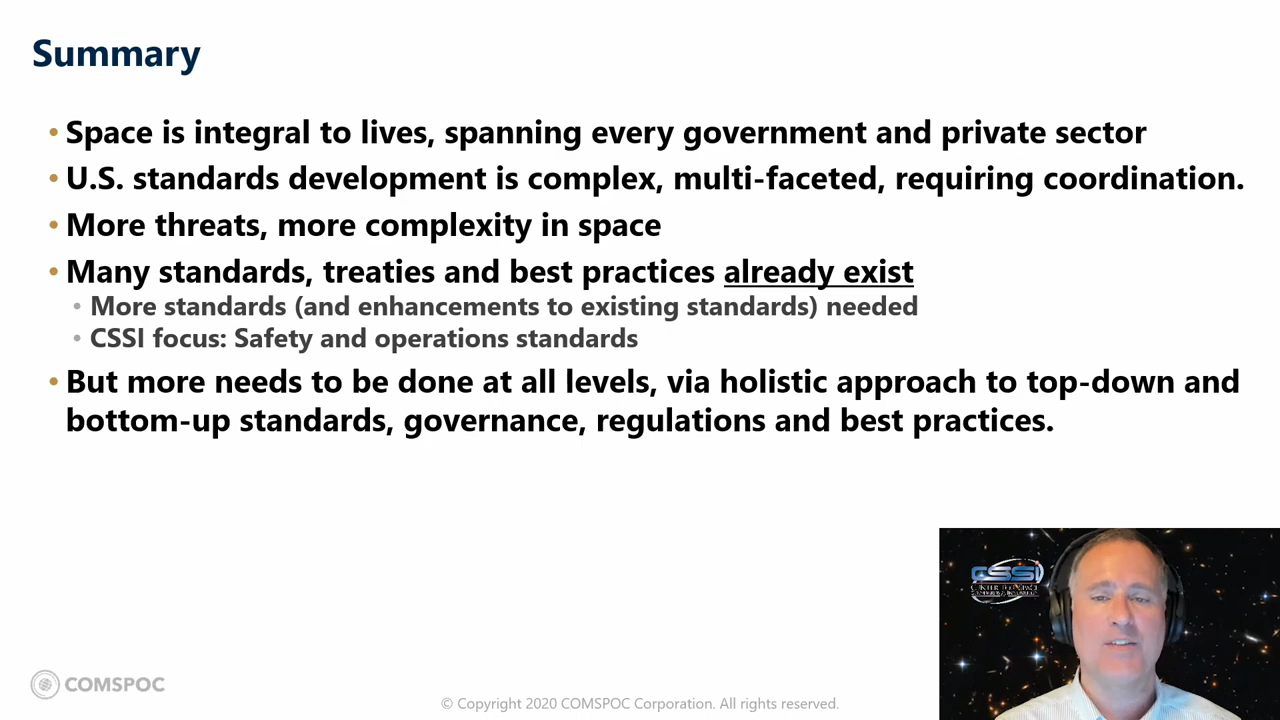 Summary
• Space is integral to lives, spanning every government and private sector
• U.S. standards development is complex, multi-faceted, requiring coordination.
• More threats, more complexity in space
• Many standards, treaties and best practices already exist
• More standards (and enhancements to existing standards) needed
• CSSI focus: Safety and operations standards
• But more needs to be done at all levels, via holistic approach to top-down and
bottom-up standards, governance, regulations and best practices.
CSSI
CENTER FOR SPACE
COMSPOC
© Copyright 2020 COMSPOC Corporation. All rights reserved.